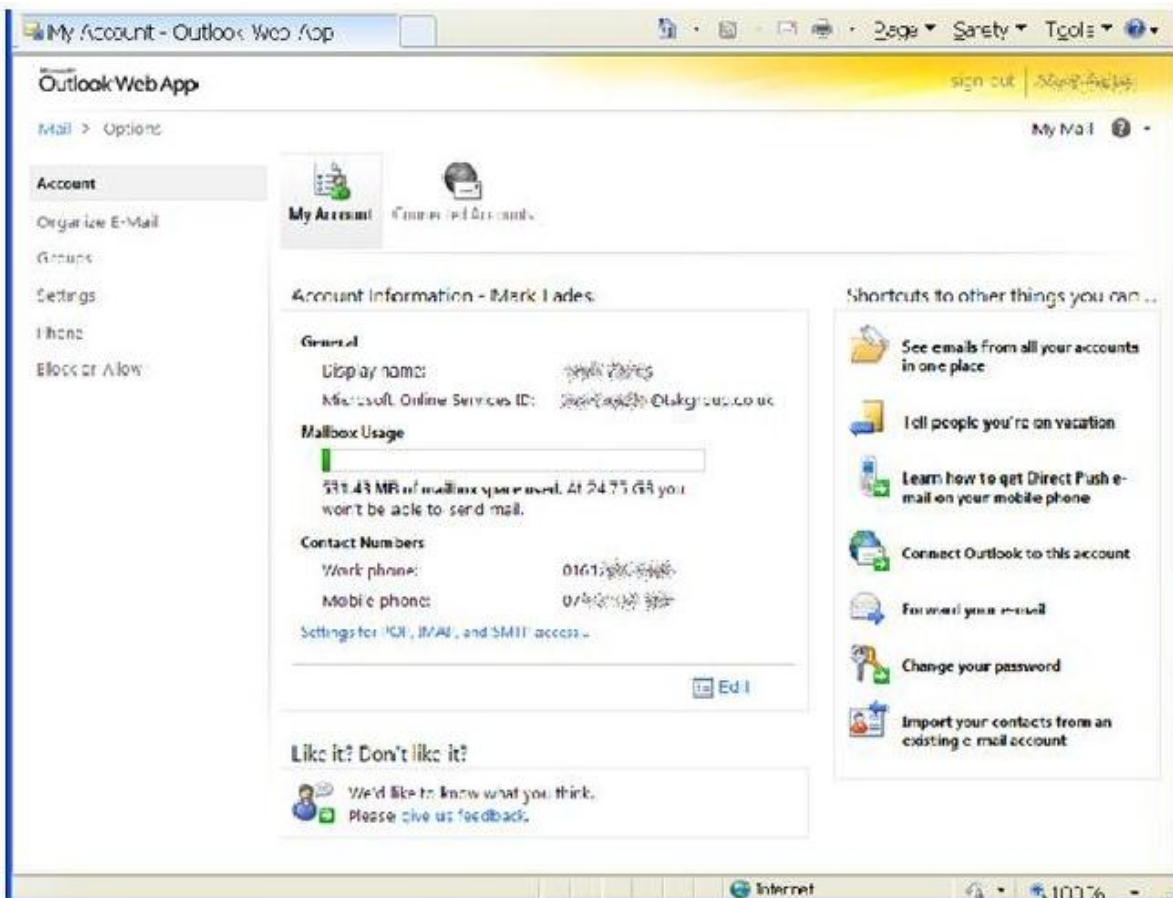 My Account - Outlook Web App
Page Safety Tools
Microsoft
Outlook Web App
sign out
Mail > Options
My Mail
Account
My Account
Connected Accounts
Organize E-Mail
Groups
Settings
Phone
Block or Allow
Account Information - Mark
Shortcuts to other things you can ...
General
Display name:
Microsoft Online Services ID: @tskgroup.co.uk
Mailbox Usage
531.43 MB of mailbox space used. At 24.75 GB you
won't be able to send mail.
Contact Numbers
Work phone: 0161
Mobile phone: 07
Settings for POP, IMAP, and SMTP access...
Edit
See emails from all your accounts
in one place
Tell people you're on vacation
Learn how to get Direct Push e-
mail on your mobile phone
Connect Outlook to this account
Forward your e-mail
Change your password
Import your contacts from an
existing e-mail account
Like it? Don't like it?
We'd like to know what you think.
Please give us feedback.
Internet
100%